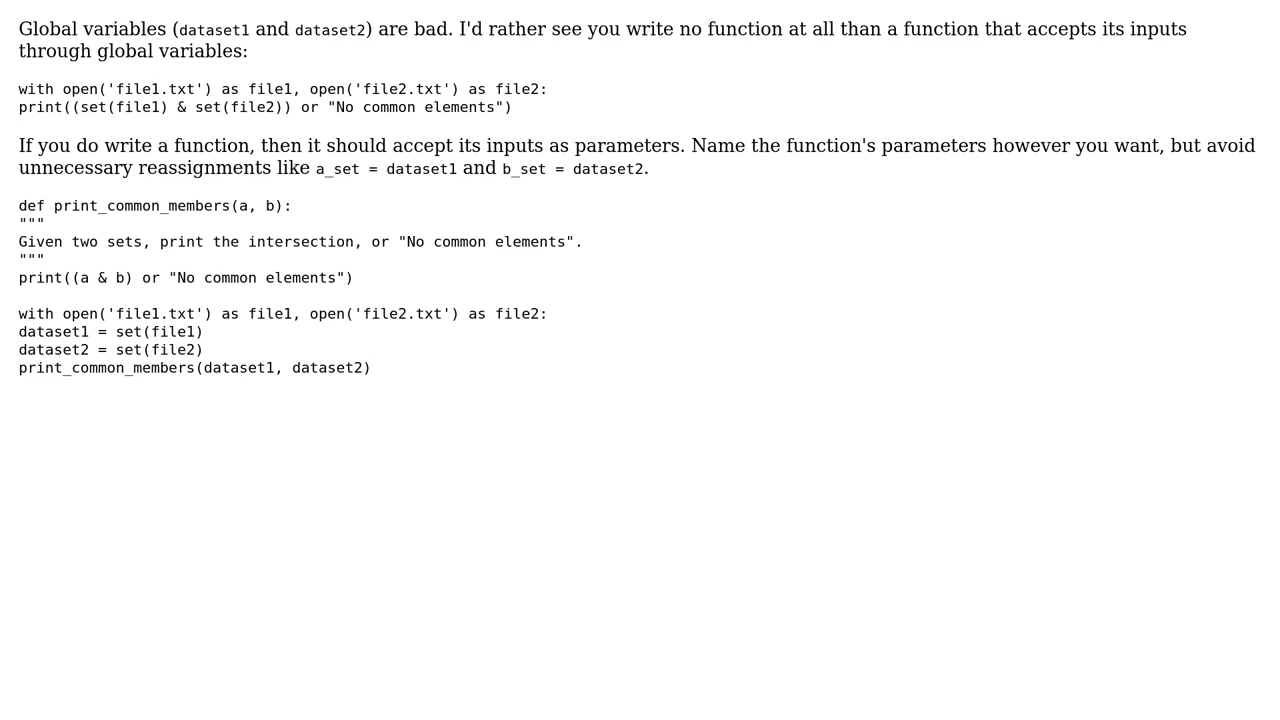 Global variables (dataset1 and dataset2) are bad. I'd rather see you write no function at all than a function that accepts its inputs
through global variables:
with open('file1.txt') as file1, open('file2.txt') as file2:
print((set(file1) & set(file2)) or "No common elements")
If you do write a function, then it should accept its inputs as parameters. Name the function's parameters however you want, but avoid
unnecessary reassignments like a_set = dataset1 and b_set = dataset2.
def print_common_members(a, b):
"""
Given two sets, print the intersection, or "No common elements".
"""
print((a & b) or "No common elements")
with open('file1.txt') as file1, open('file2.txt') as file2:
dataset1 = set(file1)
dataset2 = set(file2)
print_common_members(dataset1, dataset2)